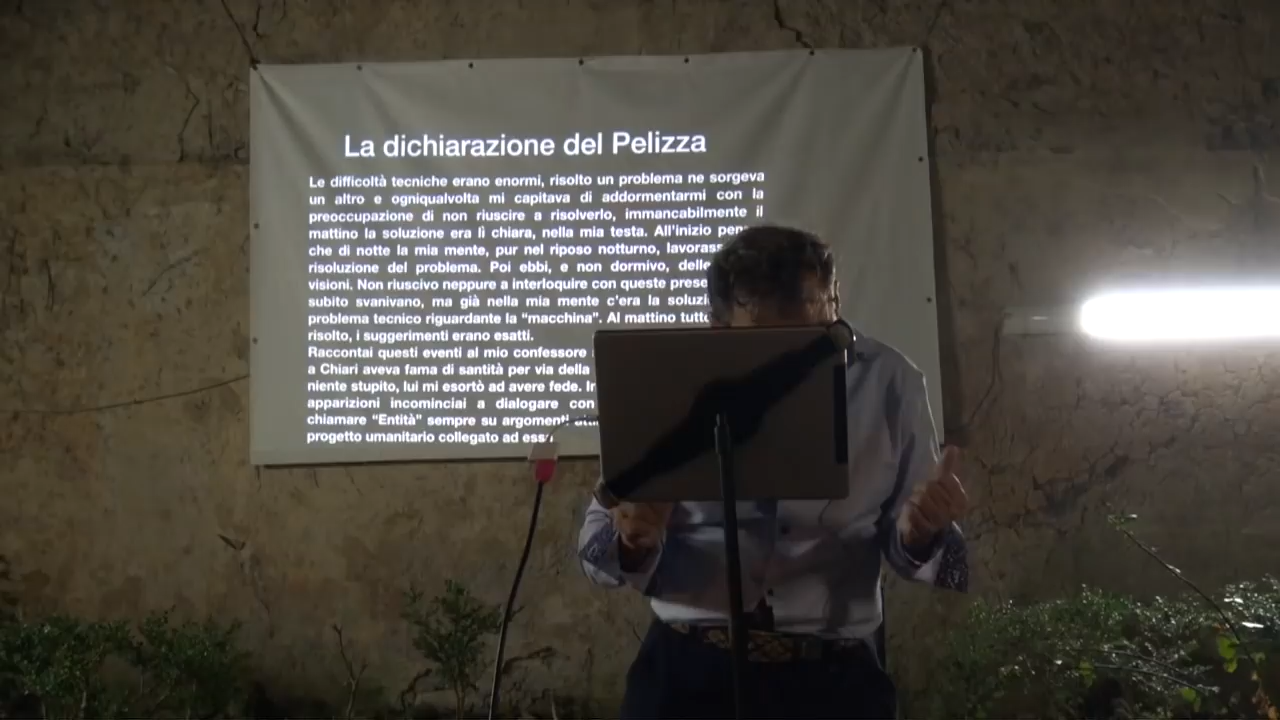 La dichiarazione del Pelizza
Le difficoltà tecniche erano enormi, risolto un problema ne sorgeva
un altro e ogniqualvolta mi capitava di addormentarmi con la
preoccupazione di non riuscire a risolverlo, immancabilmente il
mattino la soluzione era lì chiara, nella mia testa. All'inizio
che di notte la mia mente, pur nel riposo notturno,
risoluzione del problema. Poi ebbi, e non dormivo, delle
visioni. Non riuscivo neppure a interloquire con queste
subito svanivano, ma già nella mia mente c'era la
problema tecnico riguardante la “macchina”. Al mattino
risolto, i suggerimenti erano esatti.
Raccontai questi eventi al mio confessore
a Chiari aveva fama di santità per via della
niente stupito, lui mi esortò ad avere fede.
apparizioni incominciai a dialogare con
chiamare “Entità” sempre su argomenti
progetto umanitario collegato ad